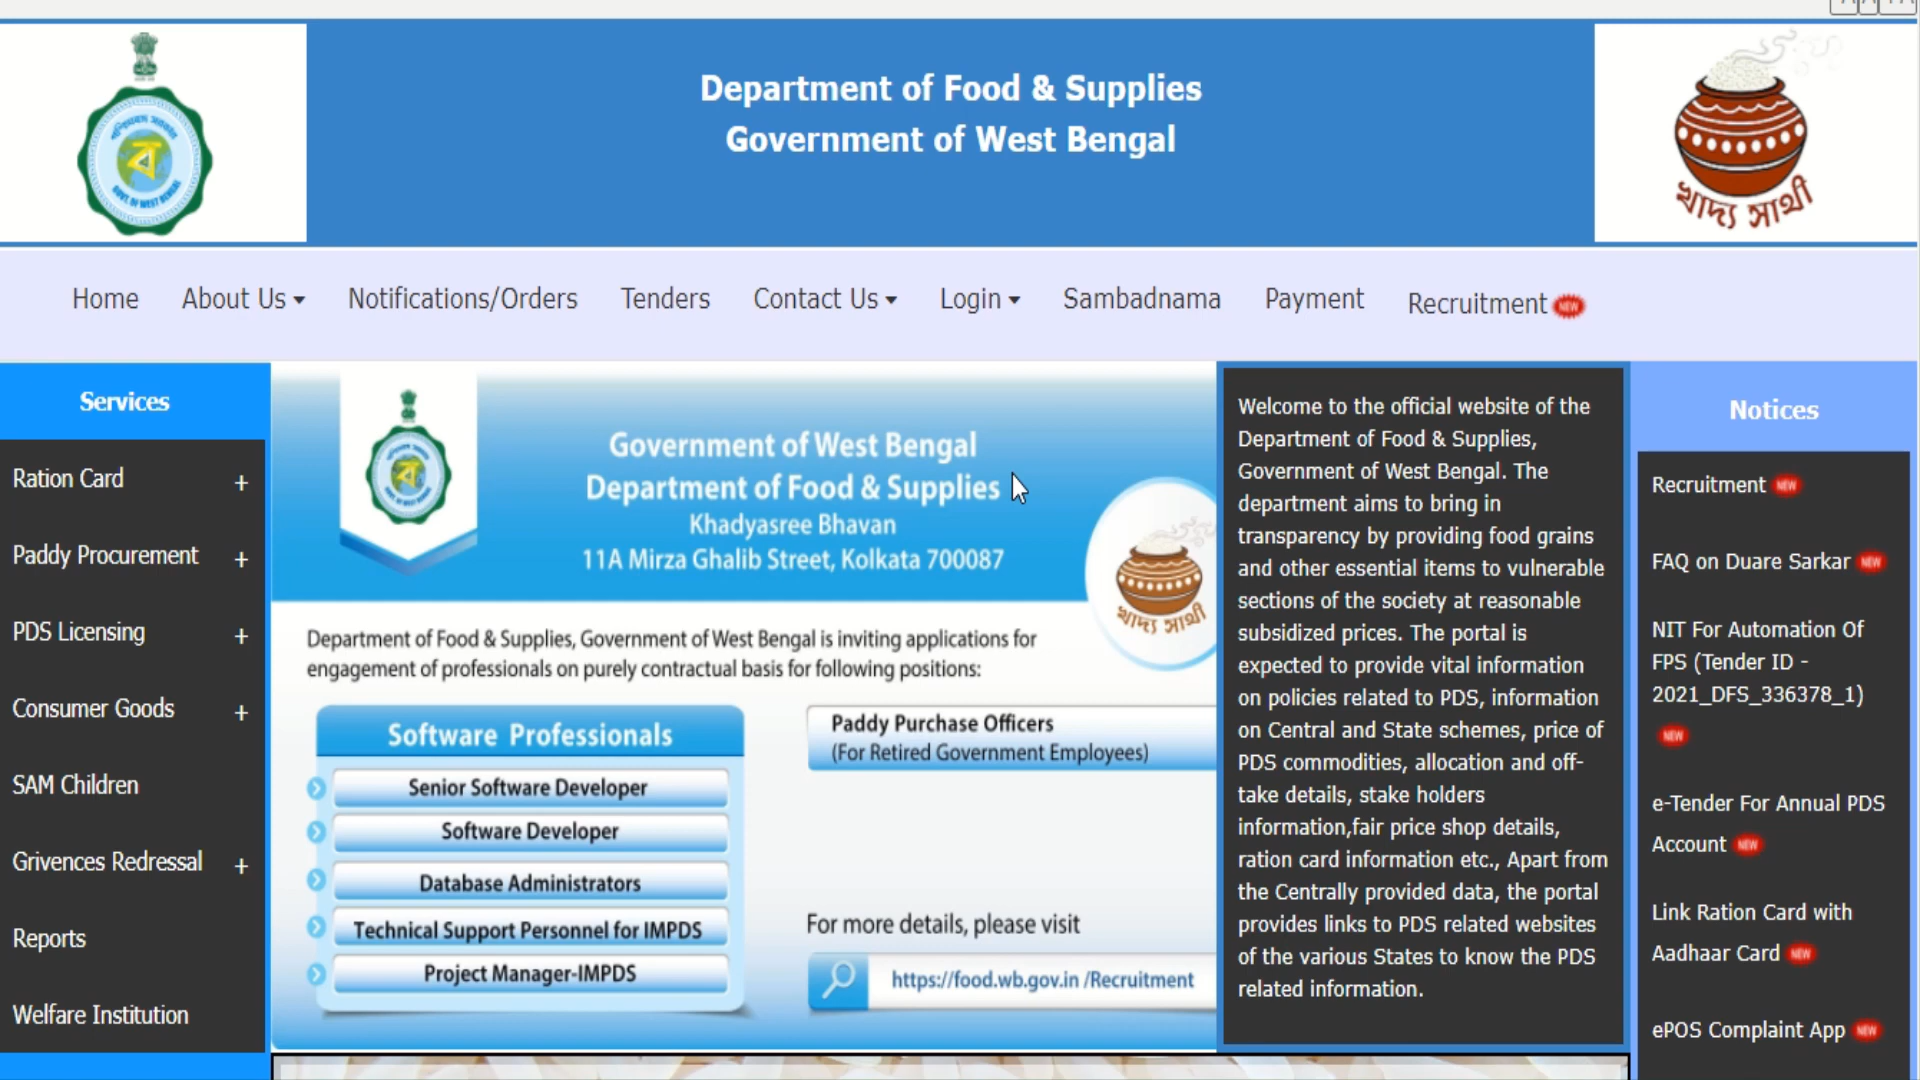 Department of Food & Supplies
Government of West Bengal
খাদ্য সাথী
Home
About Us
Notifications/Orders
Tenders
Contact Us
Login
Sambadnama
Payment
Recruitment NEW
Services
Ration Card +
Paddy Procurement +
PDS Licensing +
Consumer Goods +
SAM Children
Grivences Redressal +
Reports
Welfare Institution
Government of West Bengal
Department of Food & Supplies
Khadyasree Bhavan
11A Mirza Ghalib Street, Kolkata 700087
খাদ্য সাথী
Department of Food & Supplies, Government of West Bengal is inviting applications for
engagement of professionals on purely contractual basis for following positions:
Software Professionals
Senior Software Developer
Software Developer
Database Administrators
Technical Support Personnel for IMPDS
Project Manager-IMPDS
Paddy Purchase Officers
(For Retired Government Employees)
For more details, please visit
https://food.wb.gov.in /Recruitment
Welcome to the official website of the
Department of Food & Supplies,
Government of West Bengal. The
department aims to bring in
transparency by providing food grains
and other essential items to vulnerable
sections of the society at reasonable
subsidized prices. The portal is
expected to provide vital information
on policies related to PDS, information
on Central and State schemes, price of
PDS commodities, allocation and off-
take details, stake holders
information,fair price shop details,
ration card information etc., Apart from
the Centrally provided data, the portal
provides links to PDS related websites
of the various States to know the PDS
related information.
Notices
Recruitment NEW
FAQ on Duare Sarkar NEW
NIT For Automation Of
FPS (Tender ID -
2021_DFS_336378_1)
NEW
e-Tender For Annual PDS
Account NEW
Link Ration Card with
Aadhaar Card NEW
ePOS Complaint App NEW